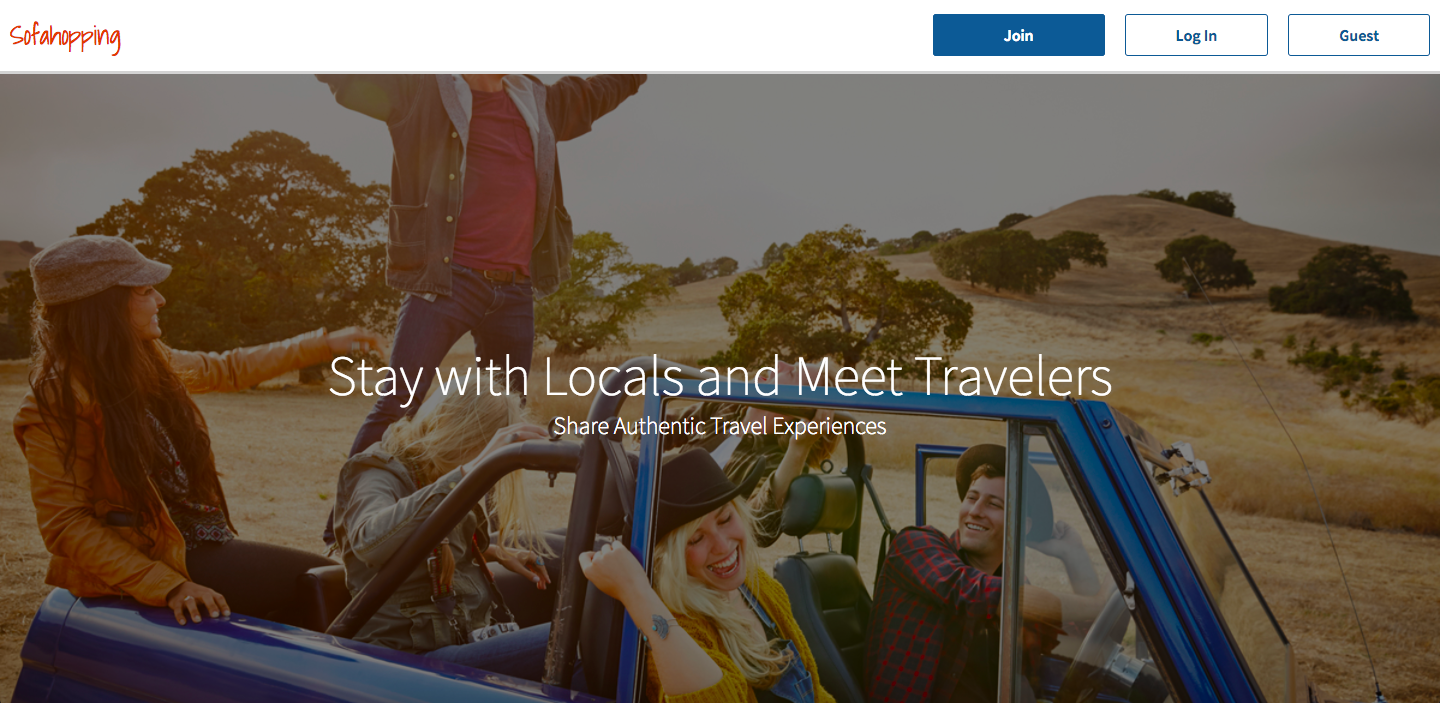 Sofahopping
Join
Log In
Guest
Stay with Locals and Meet Travelers
Share Authentic Travel Experiences